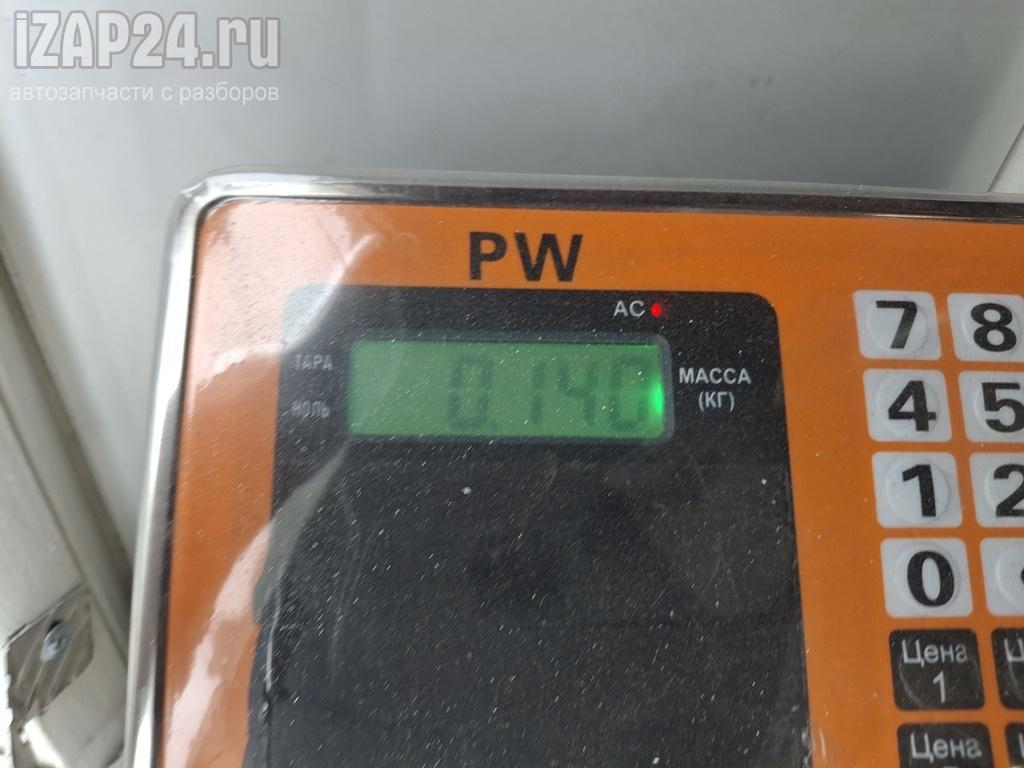 iZAP24.ru
автозапчасти с разборов
PW
AC
ТАРА
НОЛЬ
0.140
МАССА
(КГ)
7 8
4 5
1 2
0
Цена
1
Цена